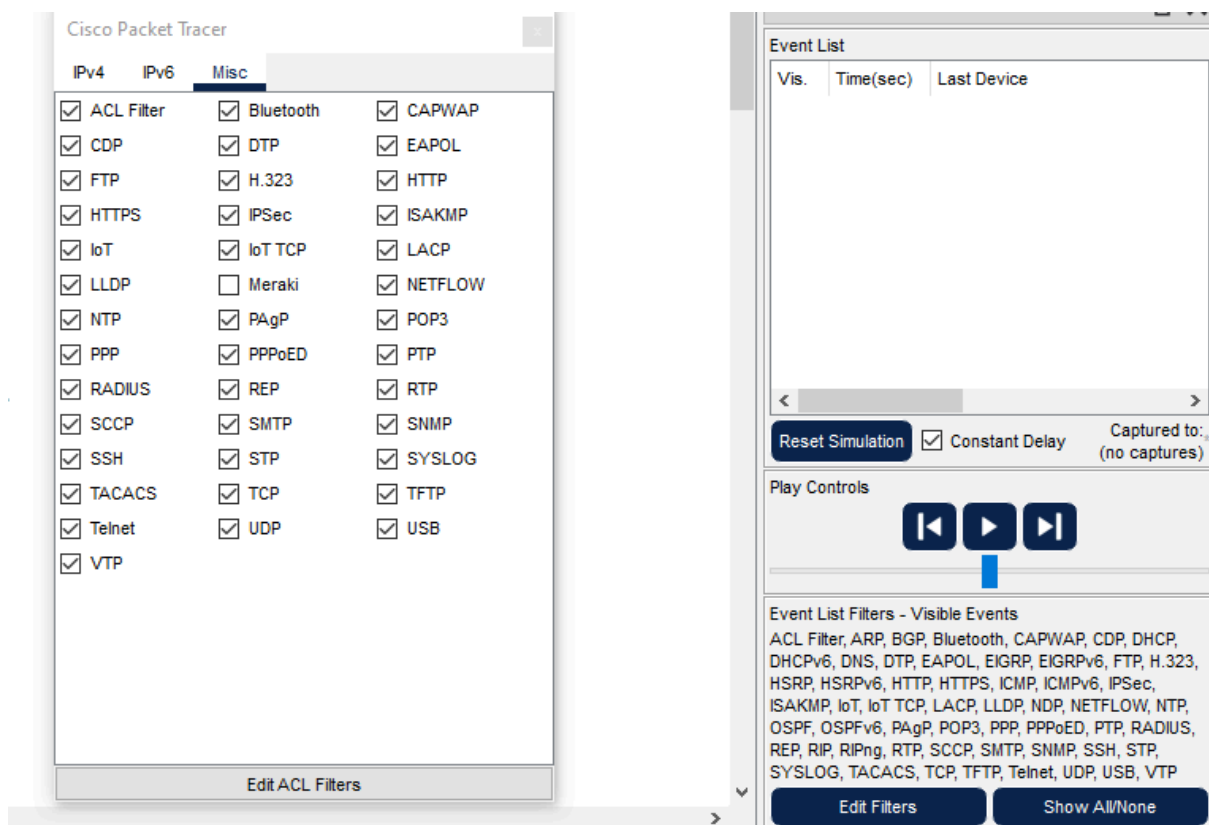 Cisco Packet Tracer
IPv4 IPv6 Misc
ACL Filter Bluetooth CAPWAP
CDP DTP EAPOL
FTP H.323 HTTP
HTTPS IPSec ISAKMP
IoT IoT TCP LACP
LLDP Meraki NETFLOW
NTP PAgP POP3
PPP PPPoED PTP
RADIUS REP RTP
SCCP SMTP SNMP
SSH STP SYSLOG
TACACS TCP TFTP
Telnet UDP USB
VTP
Edit ACL Filters
Event List
Vis. Time(sec) Last Device
Reset Simulation Constant Delay Captured to:
(no captures)
Play Controls
Event List Filters - Visible Events
ACL Filter, ARP, BGP, Bluetooth, CAPWAP, CDP, DHCP,
DHCPv6, DNS, DTP, EAPOL, EIGRP, EIGRPv6, FTP, H.323,
HSRP, HSRPv6, HTTP, HTTPS, ICMP, ICMPv6, IPSec,
ISAKMP, IoT, IoT TCP, LACP, LLDP, NDP, NETFLOW, NTP,
OSPF, OSPFv6, PAgP, POP3, PPP, PPPoED, PTP, RADIUS,
REP, RIP, RIPng, RTP, SCCP, SMTP, SNMP, SSH, STP,
SYSLOG, TACACS, TCP, TFTP, Telnet, UDP, USB, VTP
Edit Filters Show All/None